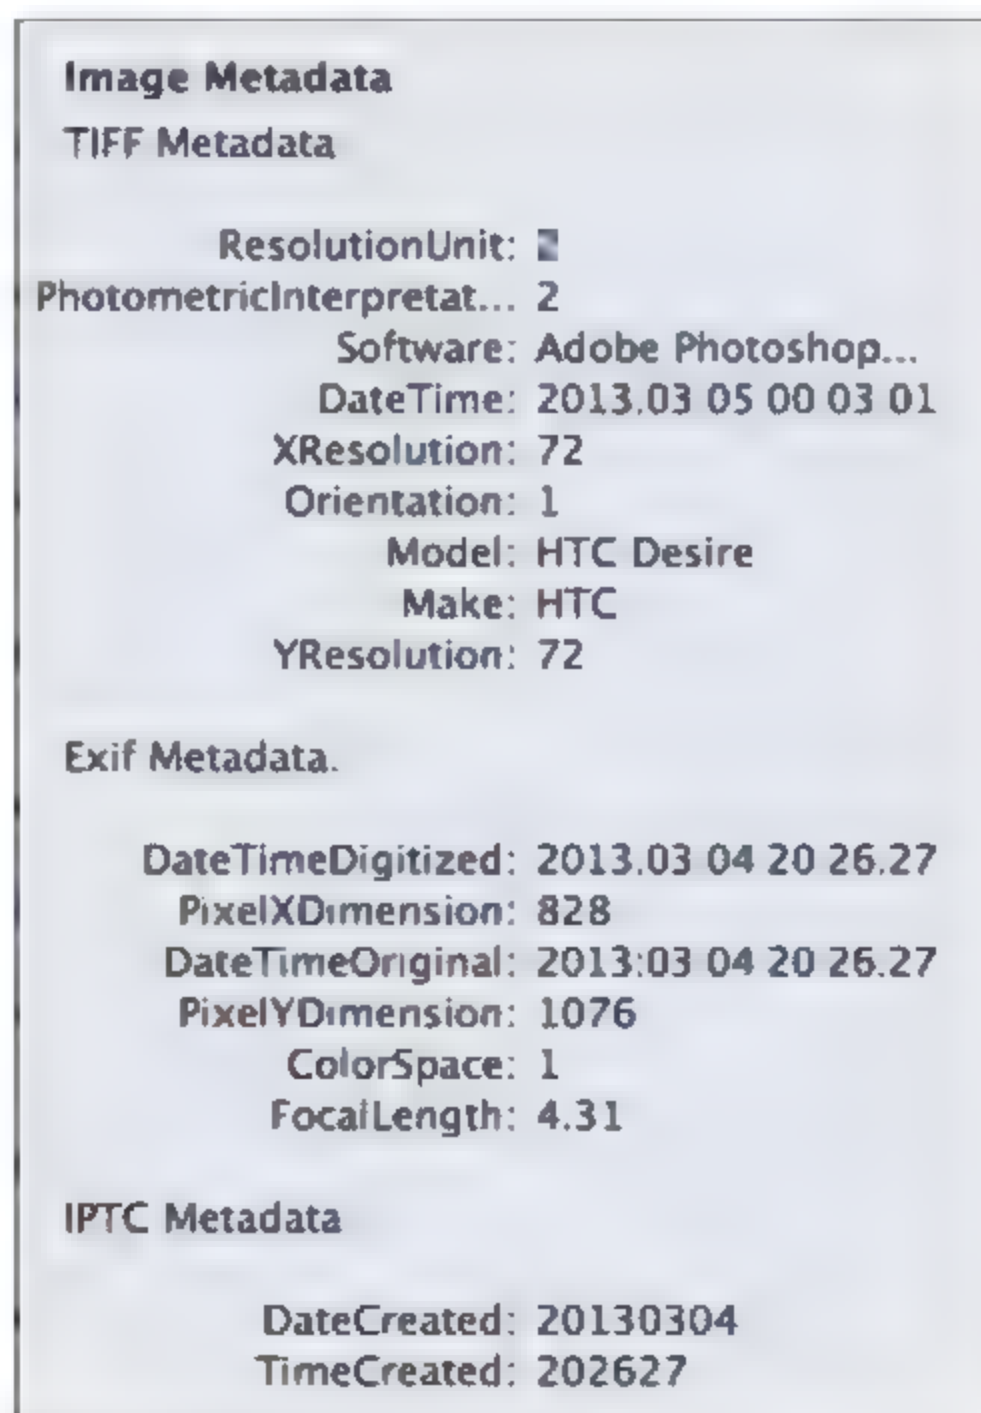 Image Metadata
TIFF Metadata
ResolutionUnit:
PhotometricInterpretat... 2
Software: Adobe Photoshop...
DateTime: 2013.03 05 00 03 01
XResolution: 72
Orientation: 1
Model: HTC Desire
Make: HTC
YResolution: 72
Exif Metadata.
DateTimeDigitized: 2013.03 04 20 26.27
PixelXDimension: 828
DateTimeOriginal: 2013:03 04 20 26.27
PixelYDimension: 1076
ColorSpace: 1
FocalLength: 4.31
IPTC Metadata
DateCreated: 20130304
TimeCreated: 202627